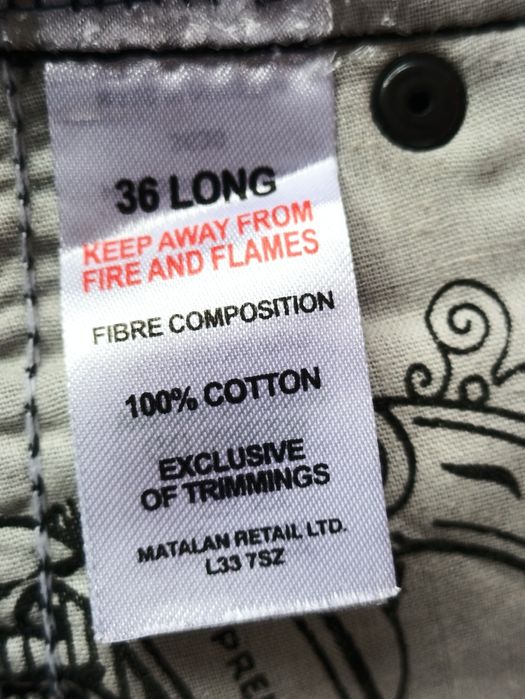 36 LONG
KEEP AWAY FROM
FIRE AND FLAMES
FIBRE COMPOSITION
100% COTTON
EXCLUSIVE
OF TRIMMINGS
MATALAN RETAIL LTD.
L33 7SZ